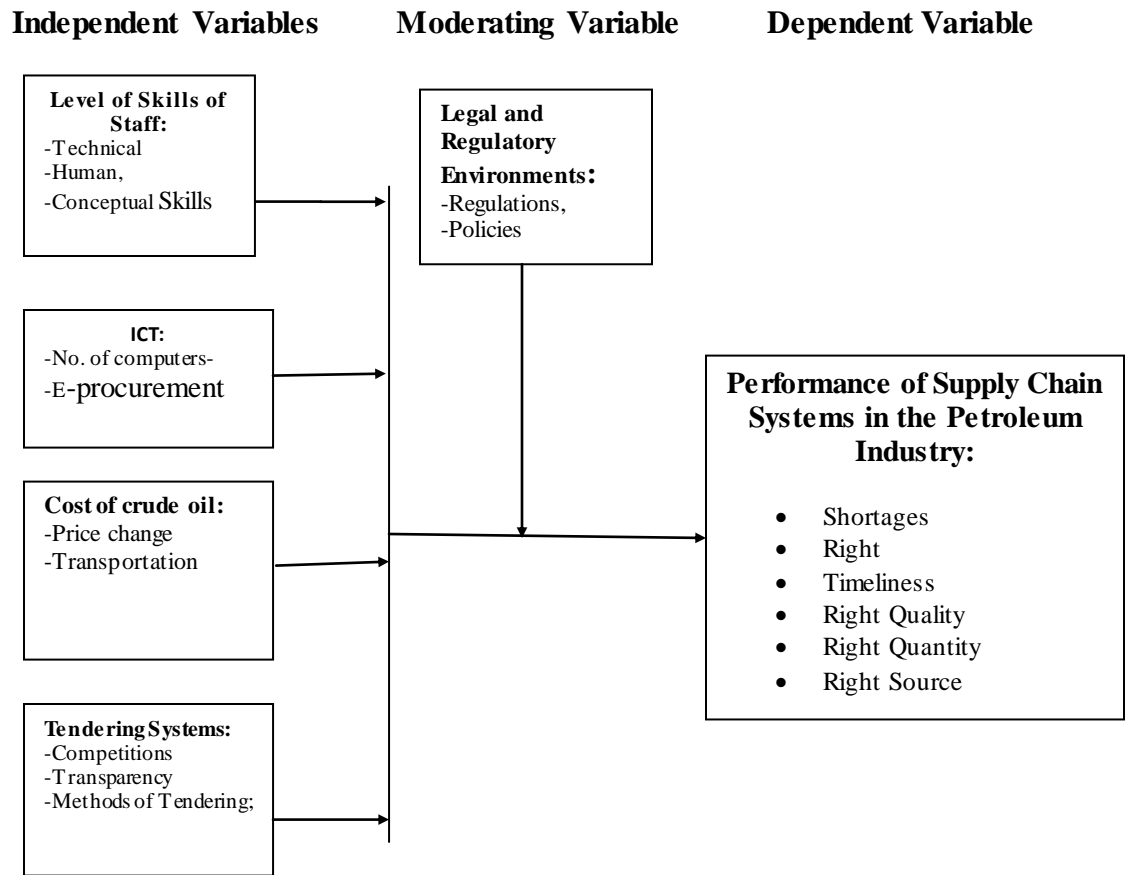 Independent Variables Moderating Variable Dependent Variable
Level of Skills of
Staff:
-Technical
-Human,
-Conceptual Skills
ICT:
-No. of computers-
-E-procurement
Cost of crude oil:
-Price change
-Transportation
Tendering Systems:
-Competitions
-Transparency
-Methods of Tendering;
Legal and
Regulatory
Environments:
-Regulations,
-Policies
Performance of Supply Chain
Systems in the Petroleum
Industry:
• Shortages
• Right
• Timeliness
• Right Quality
• Right Quantity
• Right Source